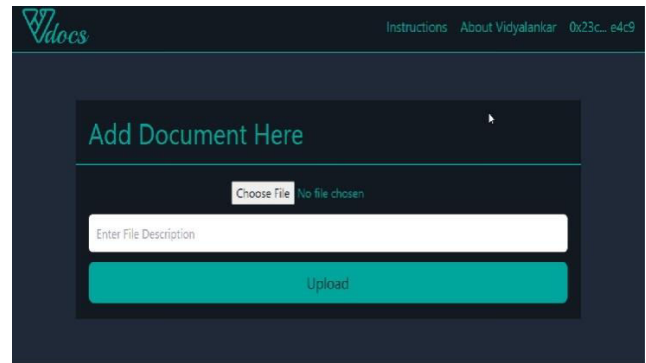 Vdocs
Instructions About Vidyalankar 0x23c... e4c9
Add Document Here
Choose File No file chosen
Enter File Description
Upload